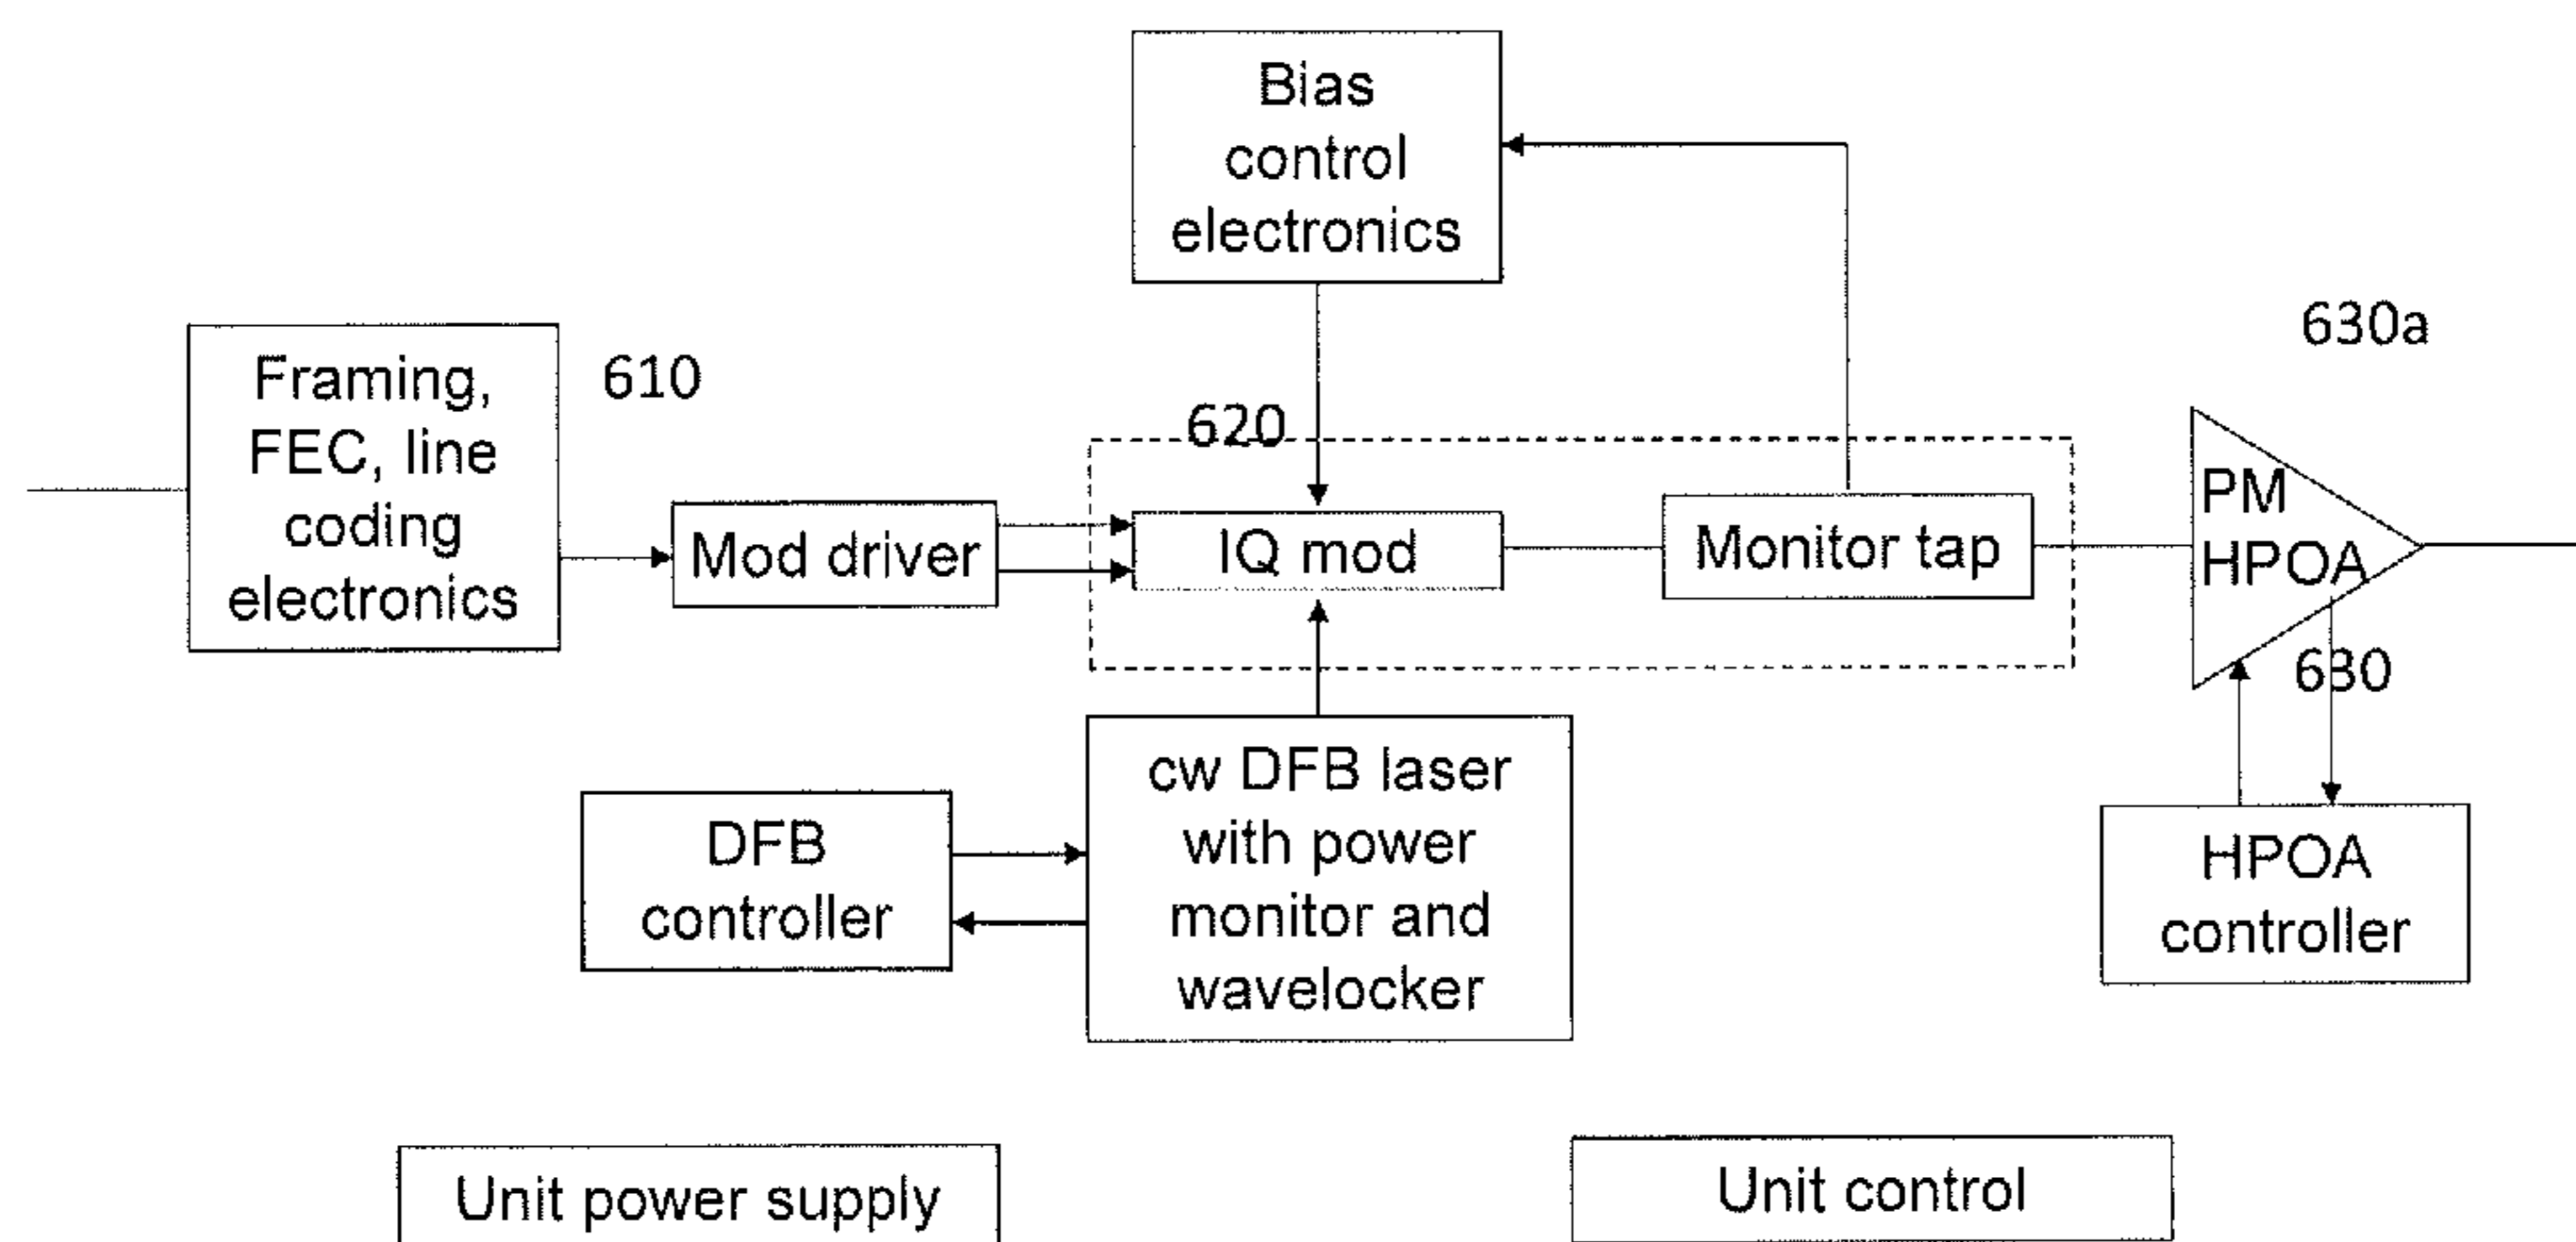 Bias
control
electronics
630a
Framing,
FEC, line
coding
electronics
610
620
Mod driver
IQ mod
Monitor tap
PM
HPOA
630
cw DFB laser
with power
monitor and
wavelocker
DFB
controller
HPOA
controller
Unit power supply
Unit control